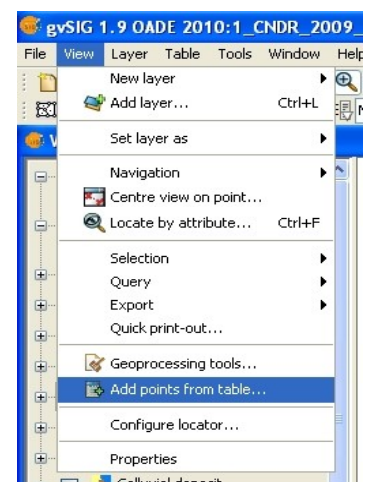 gvSIG 1.9 OADE 2010:1_CNDR_2009_
File View Layer Table Tools Window Help
New layer
Add layer... Ctrl+L
Set layer as
Navigation
Centre view on point...
Locate by attribute... Ctrl+F
Selection
Query
Export
Quick print-out...
Geoprocessing tools...
Add points from table...
Configure locator...
Properties